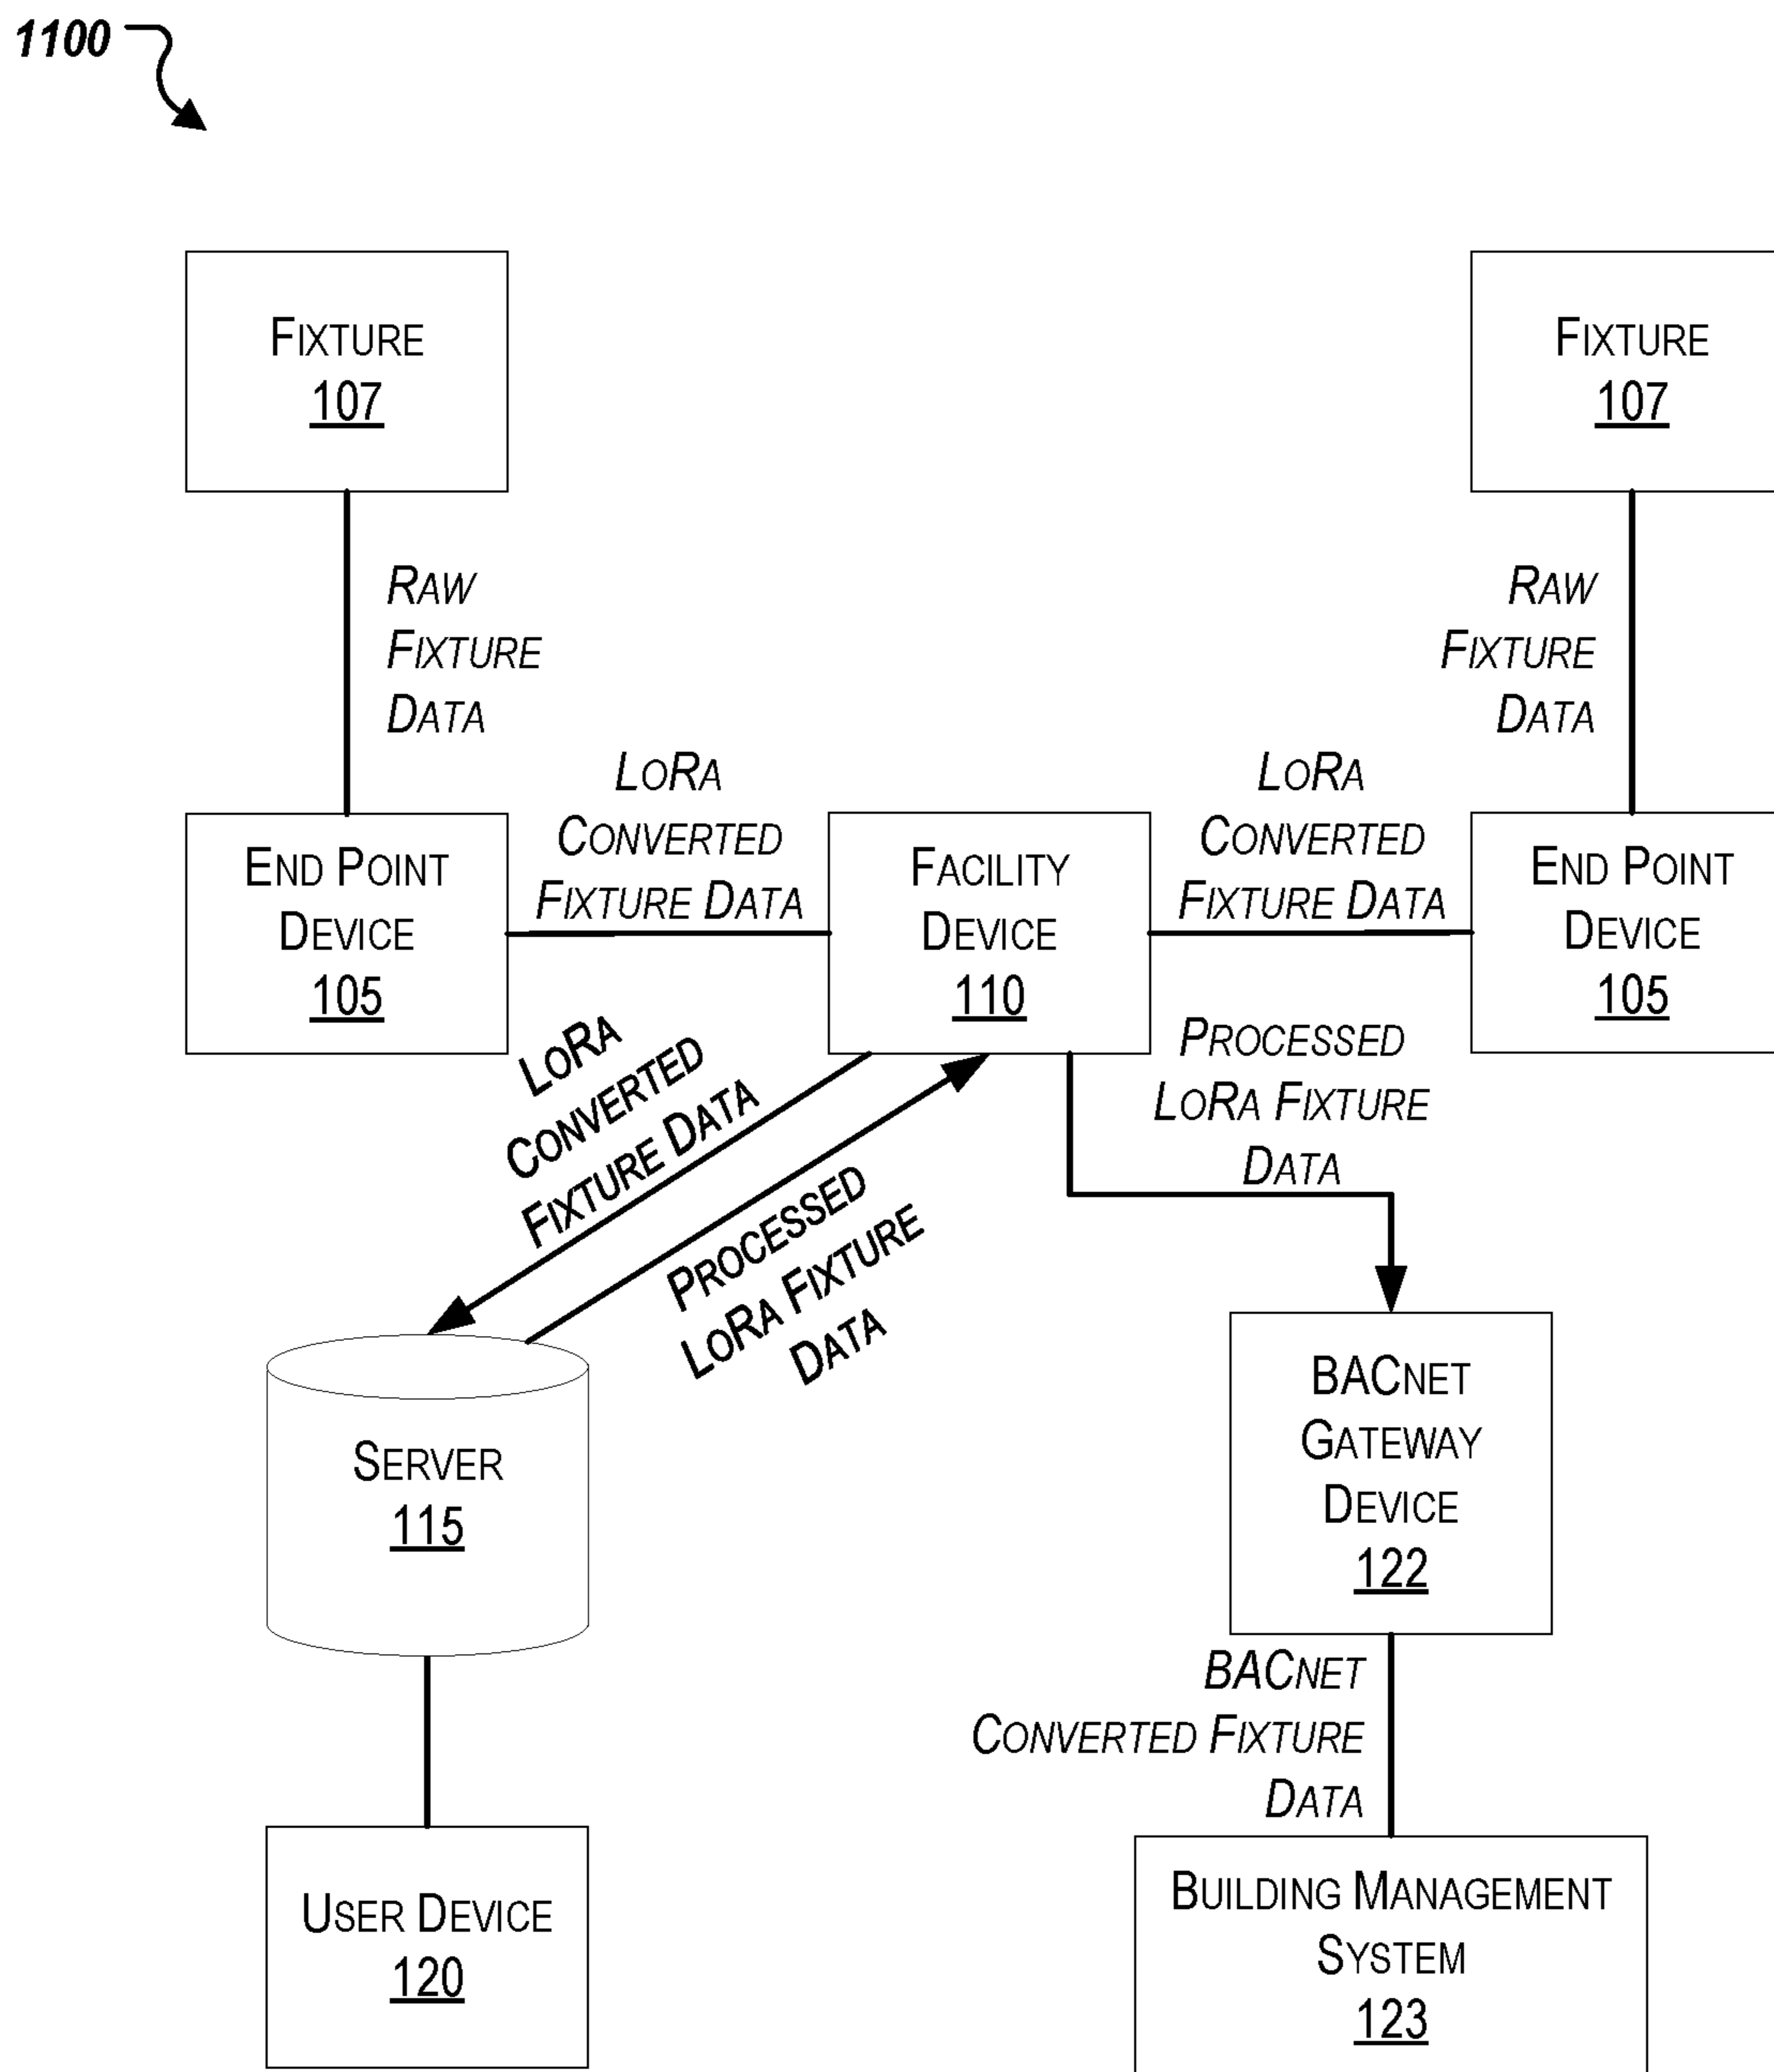 1100
FIXTURE
107
FIXTURE
107
RAW
FIXTURE
DATA
RAW
FIXTURE
DATA
END POINT
DEVICE
105
LORA
CONVERTED
FIXTURE DATA
FACILITY
DEVICE
110
LORA
CONVERTED
FIXTURE DATA
END POINT
DEVICE
105
LORA
CONVERTED
FIXTURE DATA
PROCESSED
LORA FIXTURE
DATA
PROCESSED
LORA FIXTURE
DATA
SERVER
115
BACNET
GATEWAY
DEVICE
122
BACNET
CONVERTED FIXTURE
DATA
USER DEVICE
120
BUILDING MANAGEMENT
SYSTEM
123